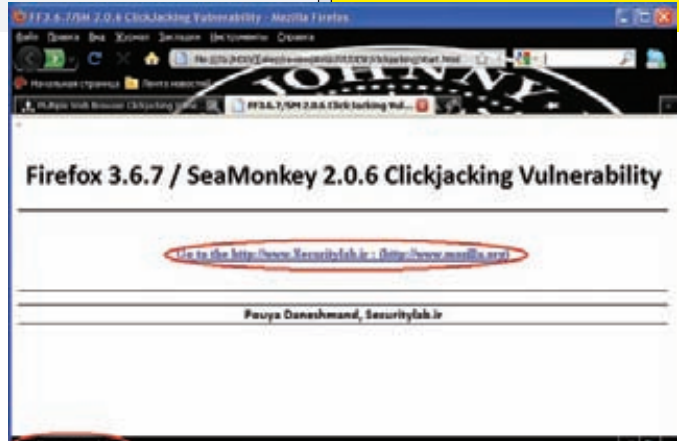 FF3.6.7/SM 2.0.6 ClickJacking Vulnerability - Mozilla Firefox
Файл Правка Вид Журнал Закладки Инструменты Справка
Начальная страница Лента новостей
JOHNNY
Multiple Web Browser Clickjacking
FF3.6.7/SM 2.0.6 ClickJacking Vul...
Firefox 3.6.7 / SeaMonkey 2.0.6 Clickjacking Vulnerability
Go to the http://www.Securitylab.ir : (http://www.mozilla.org)
Pouya Daneshmand, Securitylab.ir